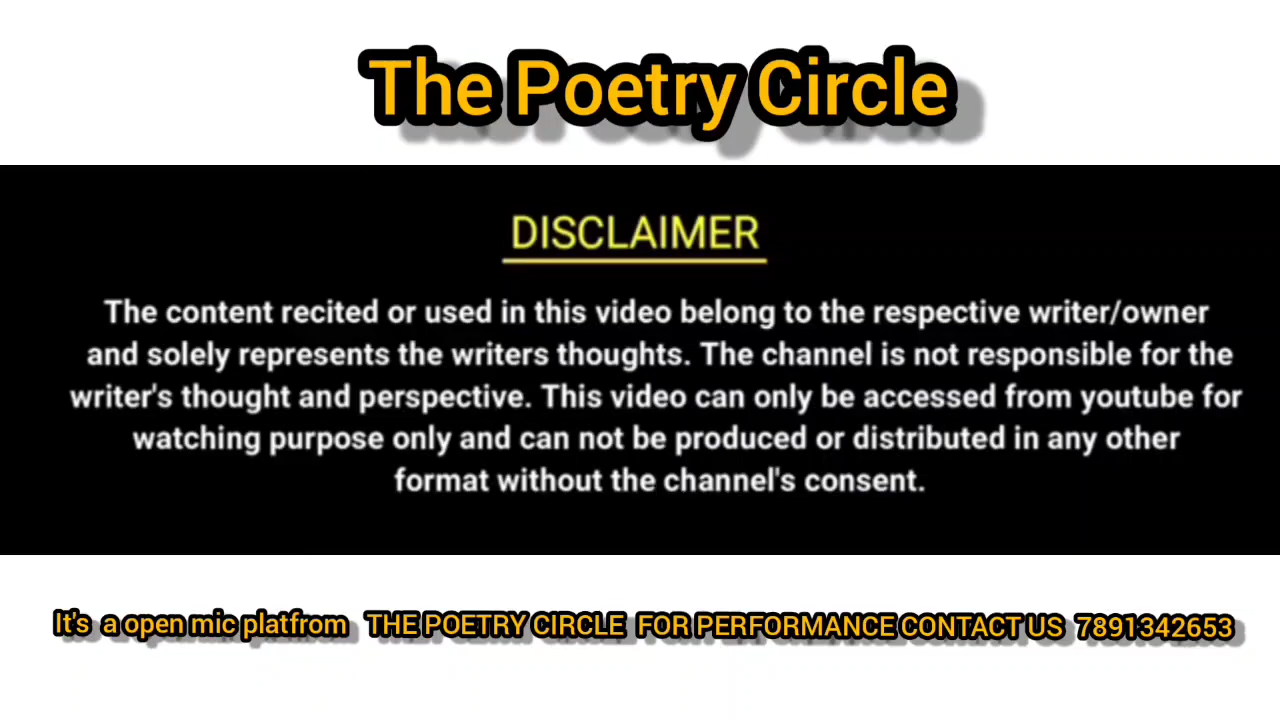 The Poetry Circle
DISCLAIMER
The content recited or used in this video belong to the respective writer/owner
and solely represents the writers thoughts. The channel is not responsible for the
writer's thought and perspective. This video can only be accessed from youtube for
watching purpose only and can not be produced or distributed in any other
format without the channel's consent.
It's a open mic platfrom THE POETRY CIRCLE FOR PERFORMANCE CONTACT US 7891342653